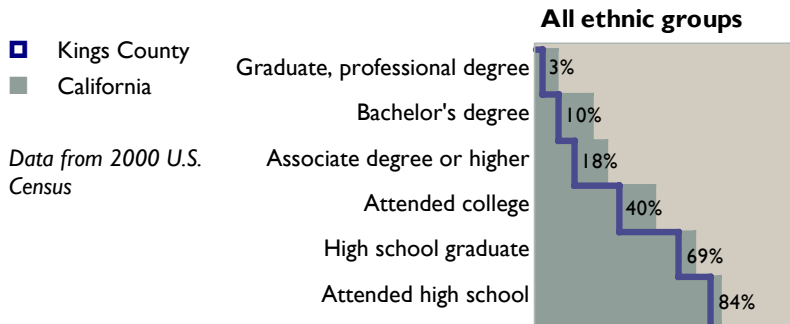 All ethnic groups
Kings County
California
Data from 2000 U.S.
Census
Graduate, professional degree 3%
Bachelor's degree 10%
Associate degree or higher 18%
Attended college 40%
High school graduate 69%
Attended high school 84%